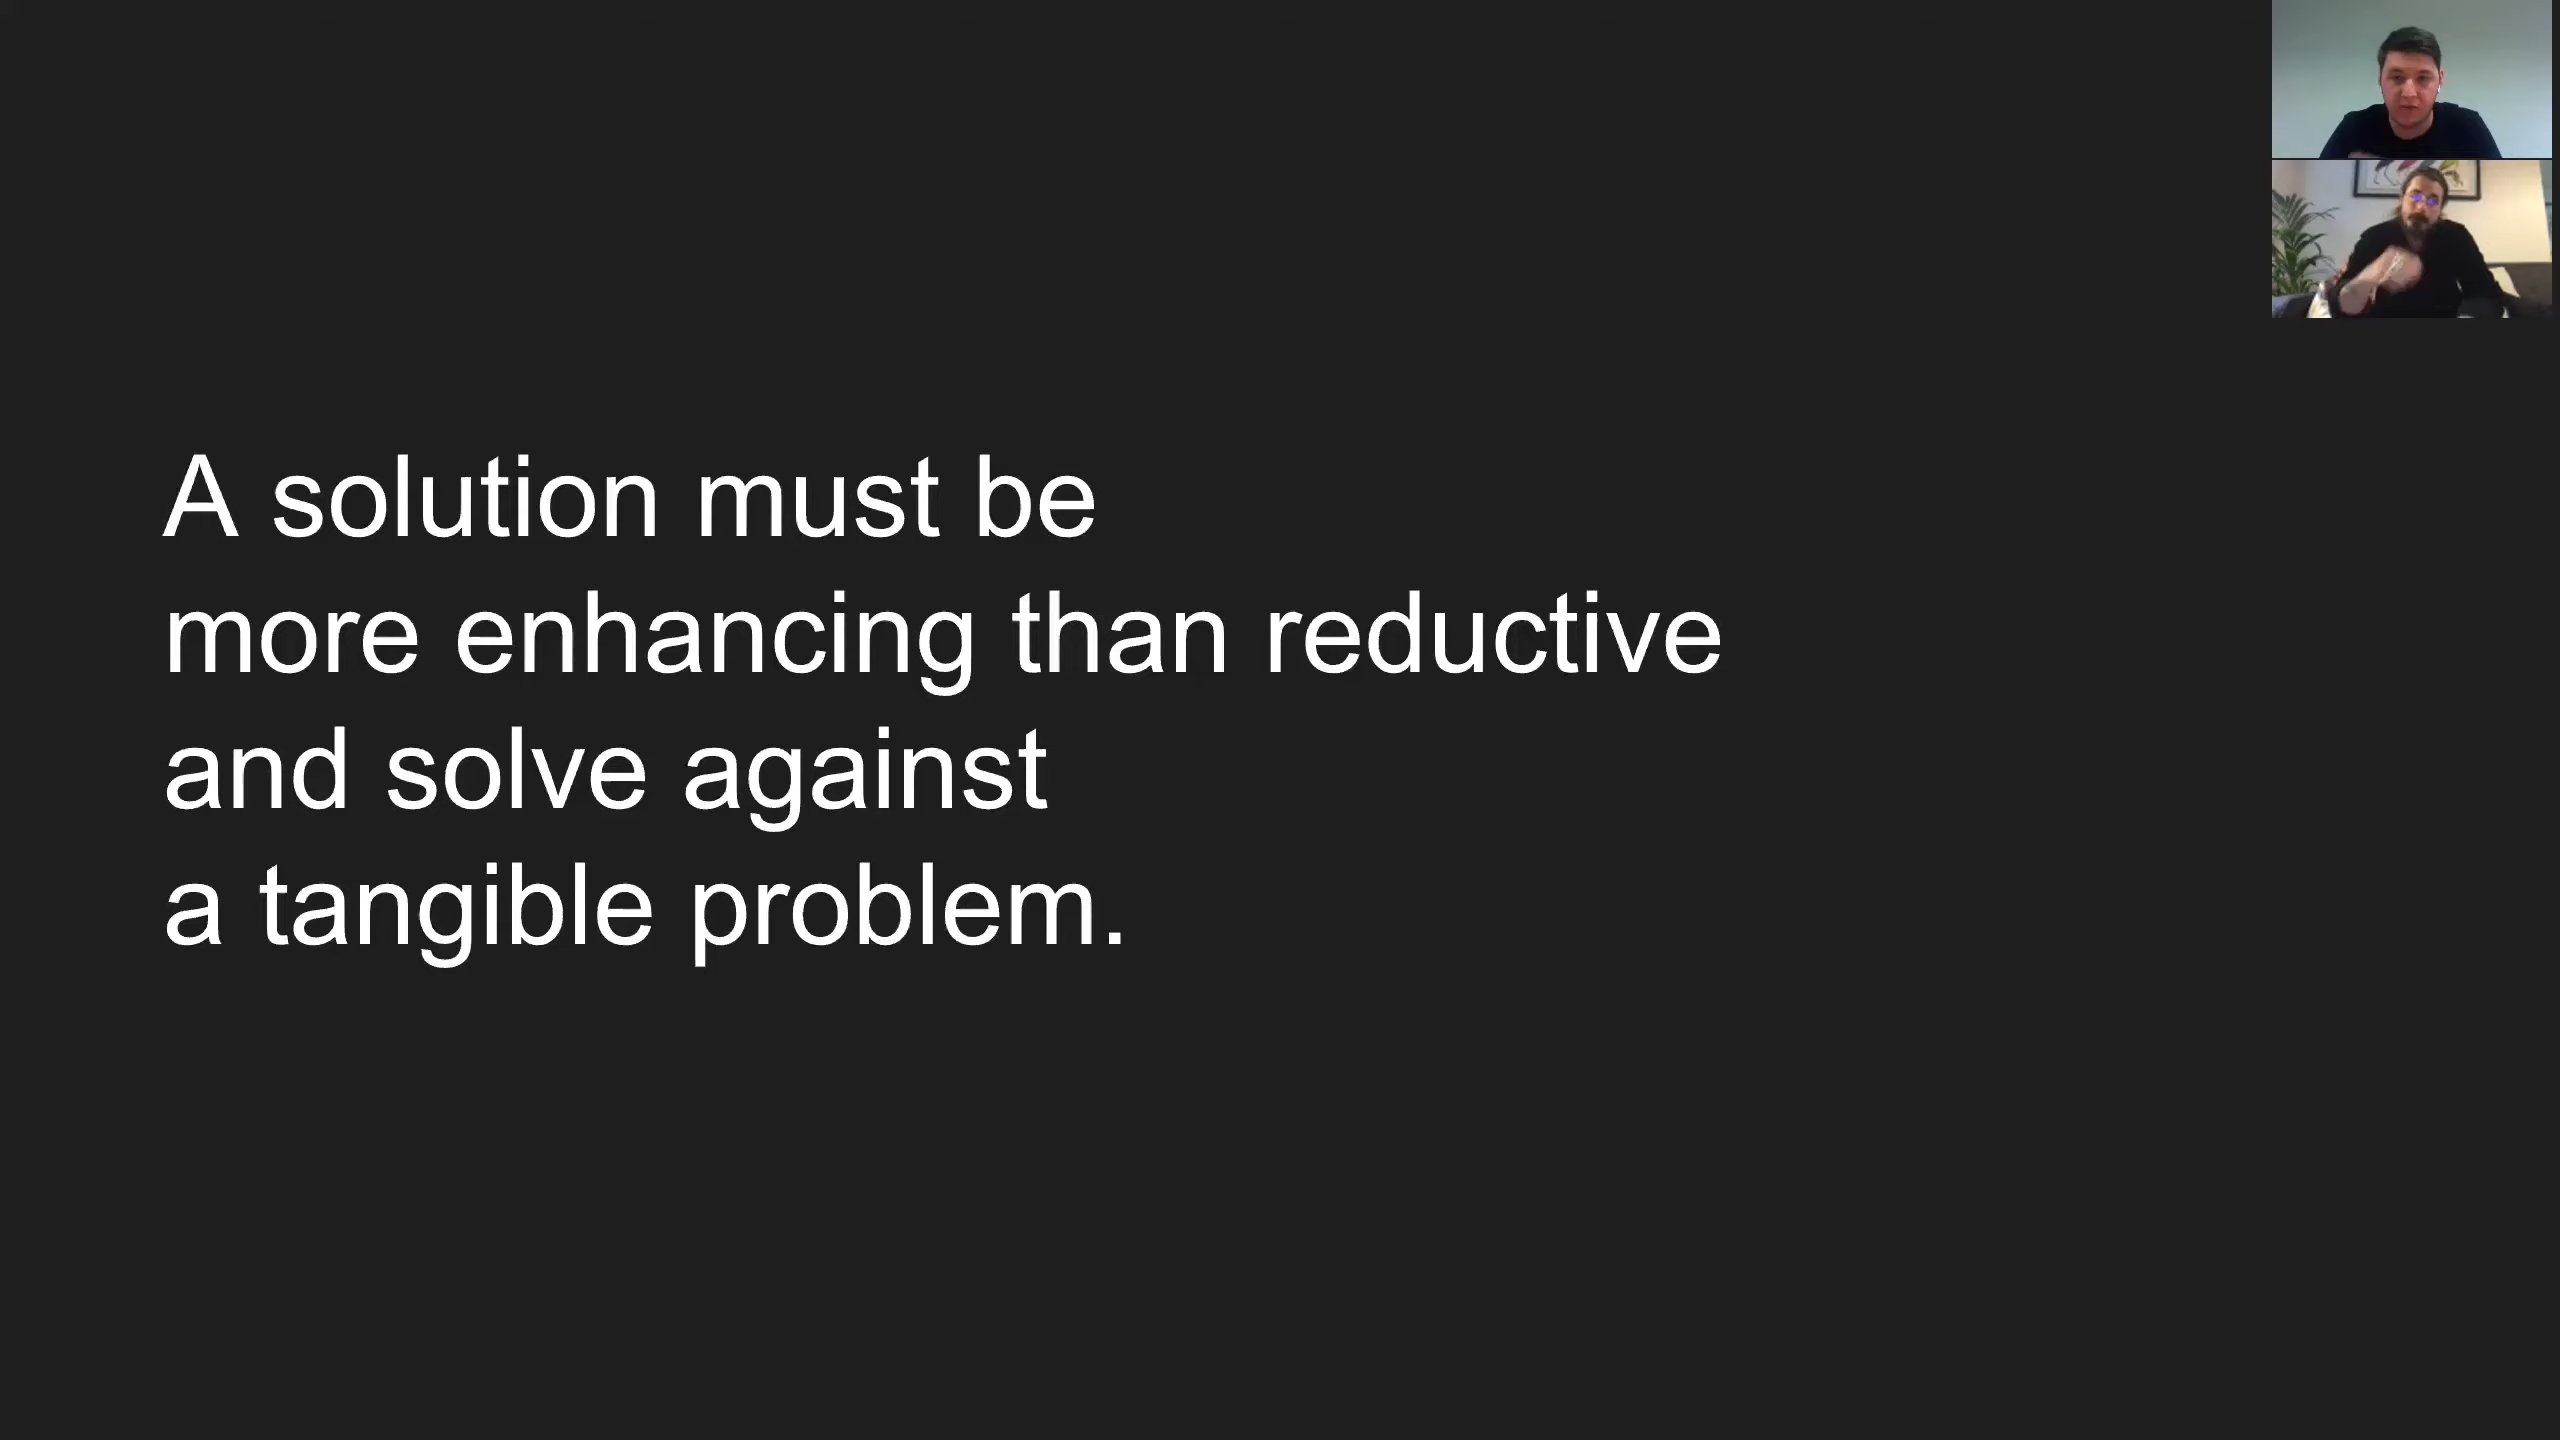 A solution must be
more enhancing than reductive
and solve against
a tangible problem.